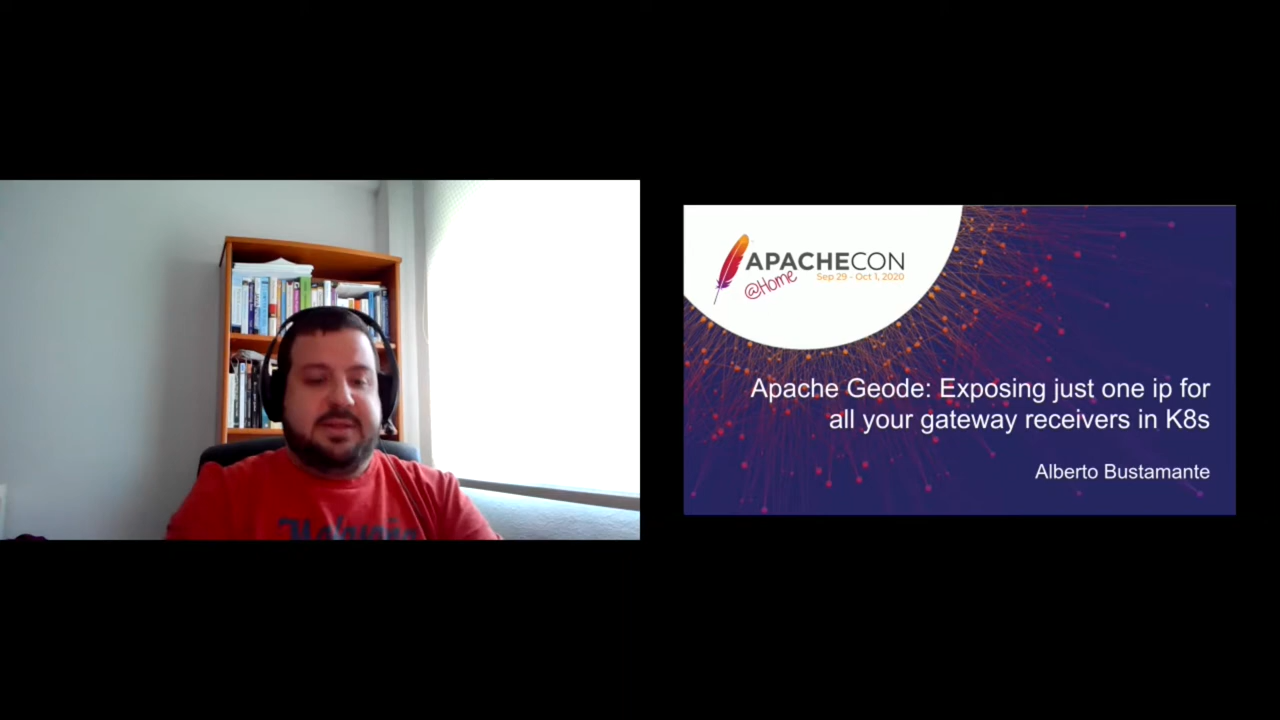 APACHECON
@Home
Sep 29 - Oct 1, 2020
Apache Geode: Exposing just one ip for
all your gateway receivers in K8s
Alberto Bustamante